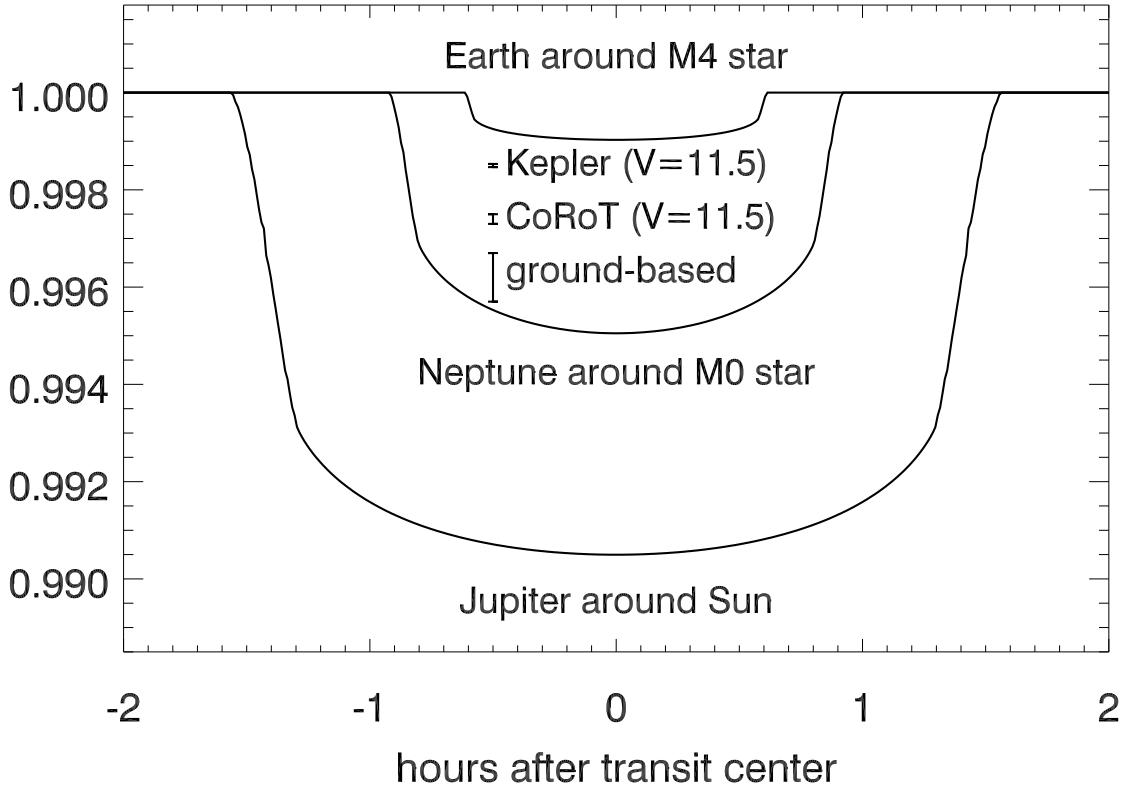 Earth around M4 star
1.000
Kepler (V=11.5)
0.998
CoRoT (V=11.5)
ground-based
0.996
Neptune around M0 star
0.994
0.992
0.990
Jupiter around Sun
-2 -1 0 1 2
hours after transit center